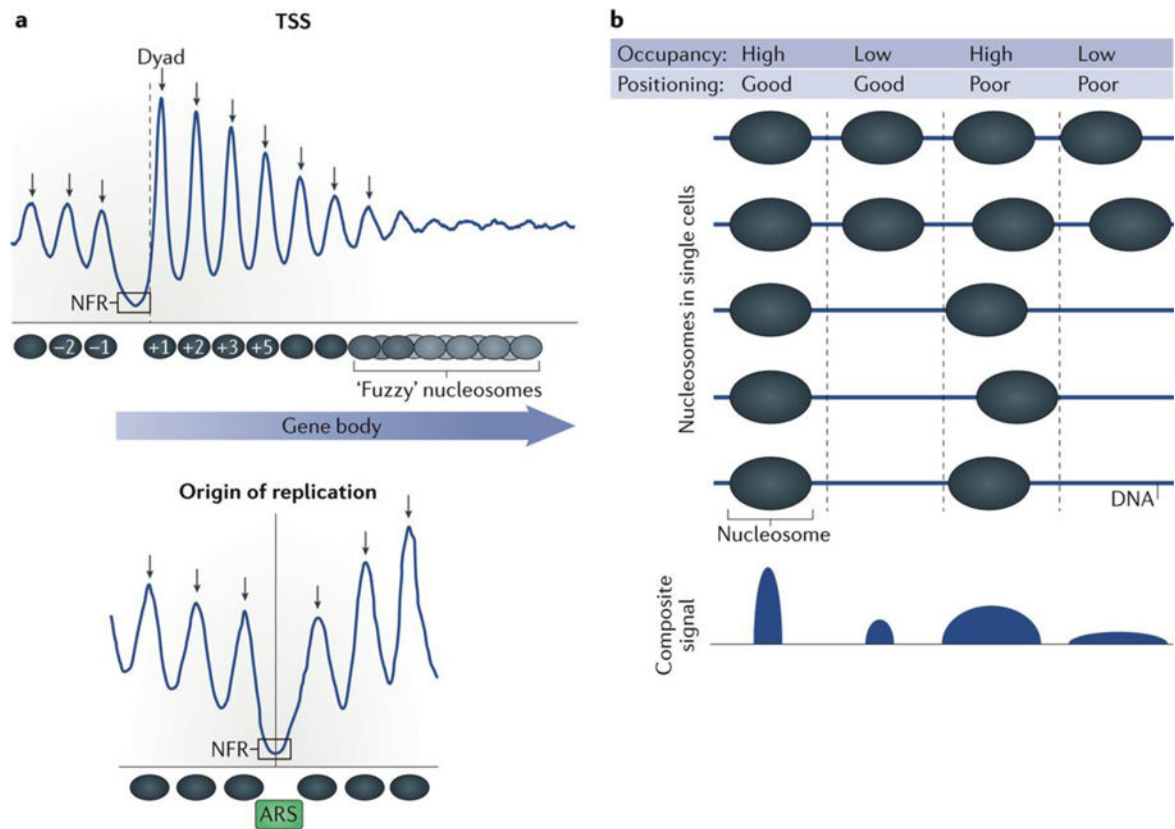 a
TSS
Dyad
NFR
−2 −1 +1 +2 +3 +5
'Fuzzy' nucleosomes
Gene body
Origin of replication
NFR
ARS
b
Occupancy: High Low High Low
Positioning: Good Good Poor Poor
Nucleosomes in single cells
DNA
Nucleosome
Composite
signal